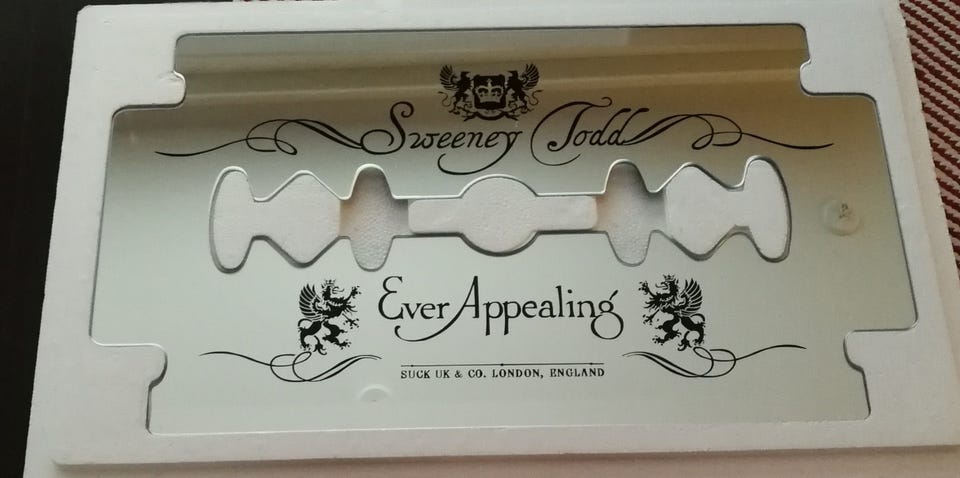 Sweeney Todd
Ever Appealing
SUCK UK & CO. LONDON, ENGLAND